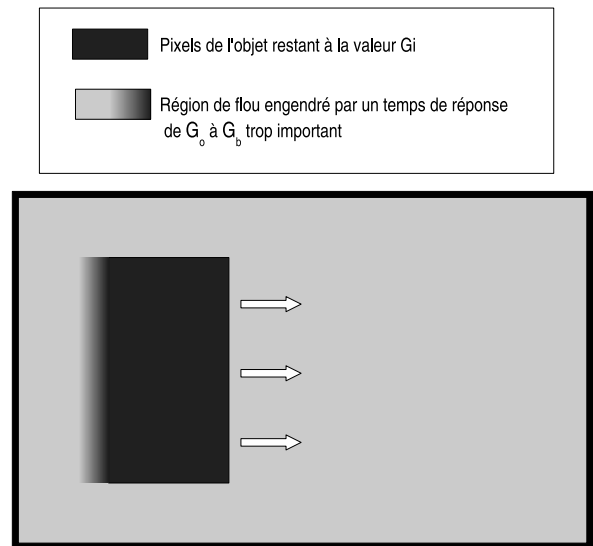 Pixels de l'objet restant à la valeur Gi
Région de flou engendré par un temps de réponse
de Go à Gb trop important